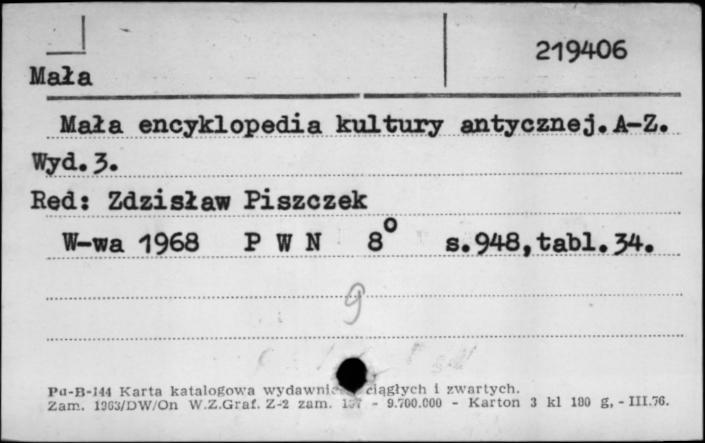 219406
Mała
Mała encyklopedia kultury antycznej. A-Z.
Wyd. 3.
Red: Zdzisław Piszczek
W-wa 1968 P W N 8° s.948, tabl. 34.
9
Pu-B-144 Karta katalogowa ciągłych i zwartych.
Zam. 1963/DW/On W.Z.Graf. Z-2 zam. - 9.700.000 - Karton 3 kl 180 g, - III.76.